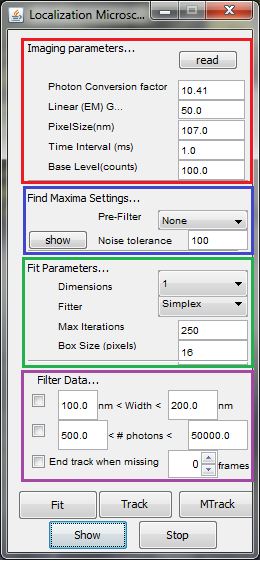 Localization Microsc...
Imaging parameters...
read
Photon Conversion factor 10.41
Linear (EM) G... 50.0
PixelSize(nm) 107.0
Time Interval (ms) 1.0
Base Level(counts) 100.0
Find Maxima Settings...
Pre-Filter None
show Noise tolerance 100
Fit Parameters...
Dimensions 1
Fitter Simplex
Max Iterations 250
Box Size (pixels) 16
Filter Data...
100.0 nm < Width < 200.0 nm
500.0 < # photons < 50000.0
End track when missing 0 frames
Fit Track MTrack
Show Stop